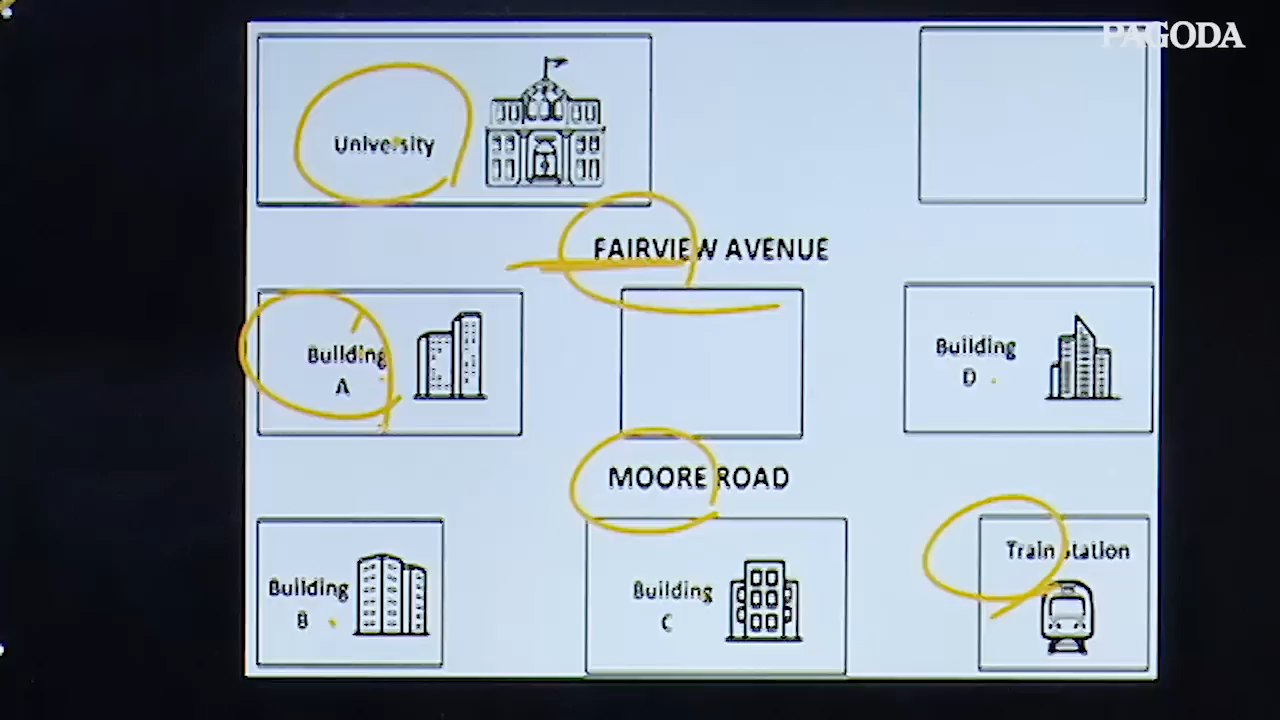 PAGODA
University
FAIRVIEW AVENUE
Building
A
Building
D
MOORE ROAD
Building
B
Building
C
Train Station